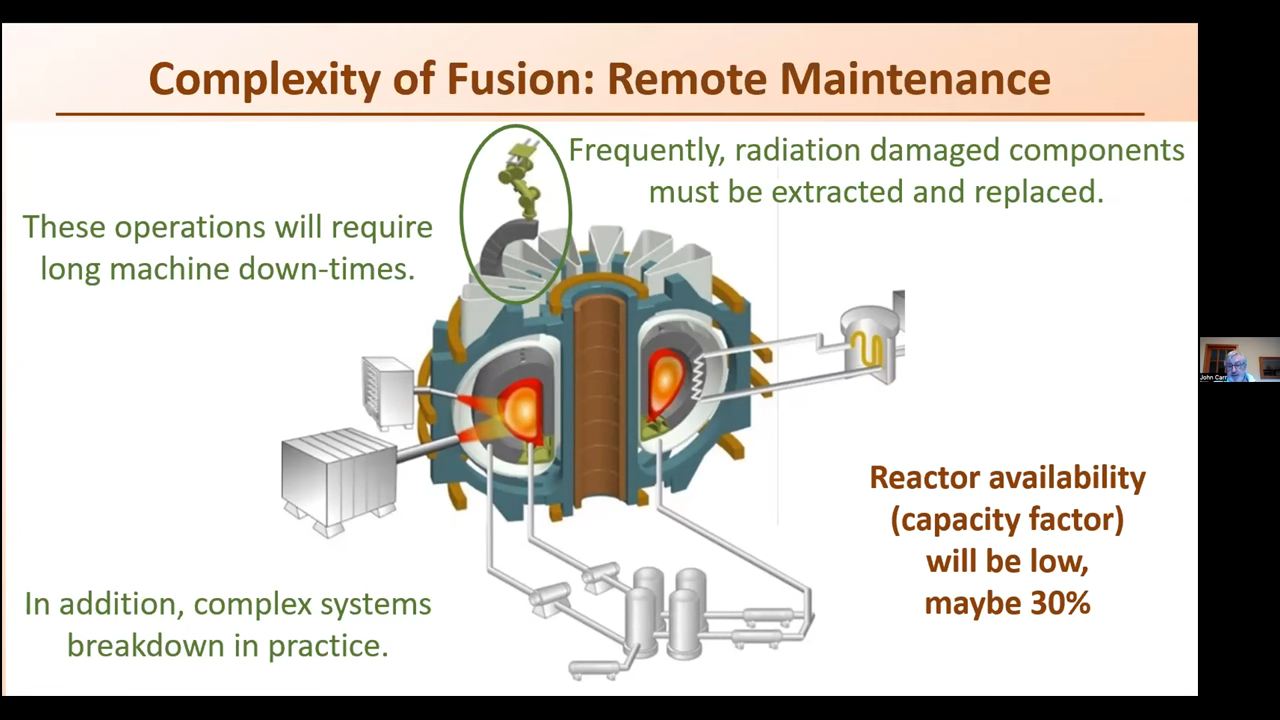 Complexity of Fusion: Remote Maintenance
Frequently, radiation damaged components
must be extracted and replaced.
These operations will require
long machine down-times.
Reactor availability
(capacity factor)
will be low,
maybe 30%
In addition, complex systems
breakdown in practice.
John Carr